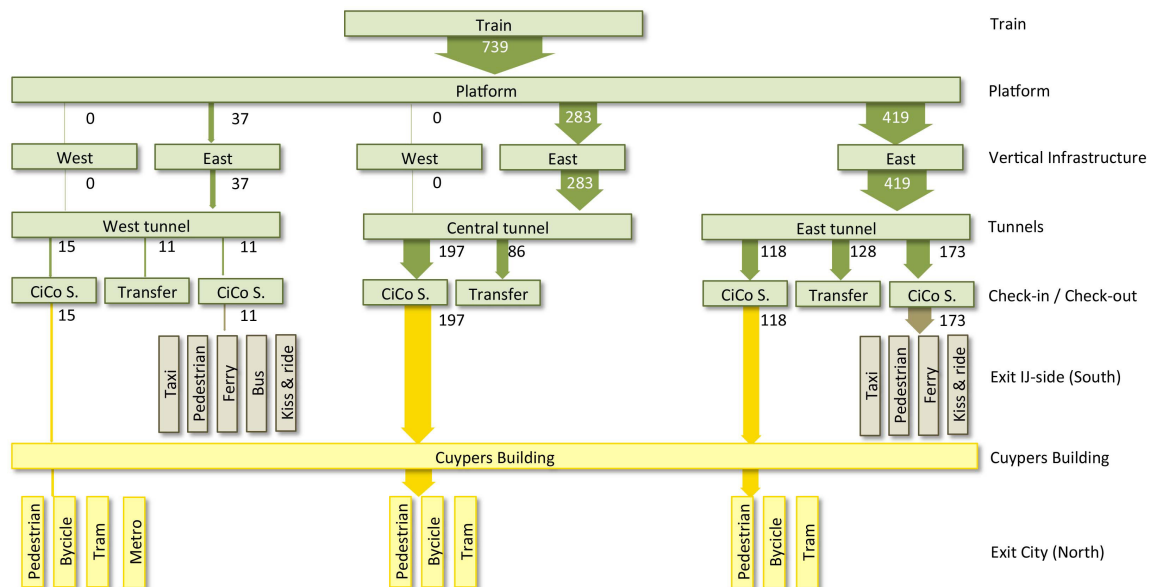 Train
Train
739
Platform
Platform
0
37
0
283
419
West
East
West
East
East
Vertical Infrastructure
0
37
0
283
419
West tunnel
Central tunnel
East tunnel
Tunnels
15
11
11
197
86
118
128
173
CiCo S.
Transfer
CiCo S.
CiCo S.
Transfer
CiCo S.
Transfer
CiCo S.
Check-in / Check-out
15
11
197
118
173
Taxi
Pedestrian
Ferry
Bus
Kiss & ride
Taxi
Pedestrian
Ferry
Kiss & ride
Exit IJ-side (South)
Cuypers Building
Cuypers Building
Pedestrian
Bycicle
Tram
Metro
Pedestrian
Bycicle
Tram
Pedestrian
Bycicle
Tram
Exit City (North)